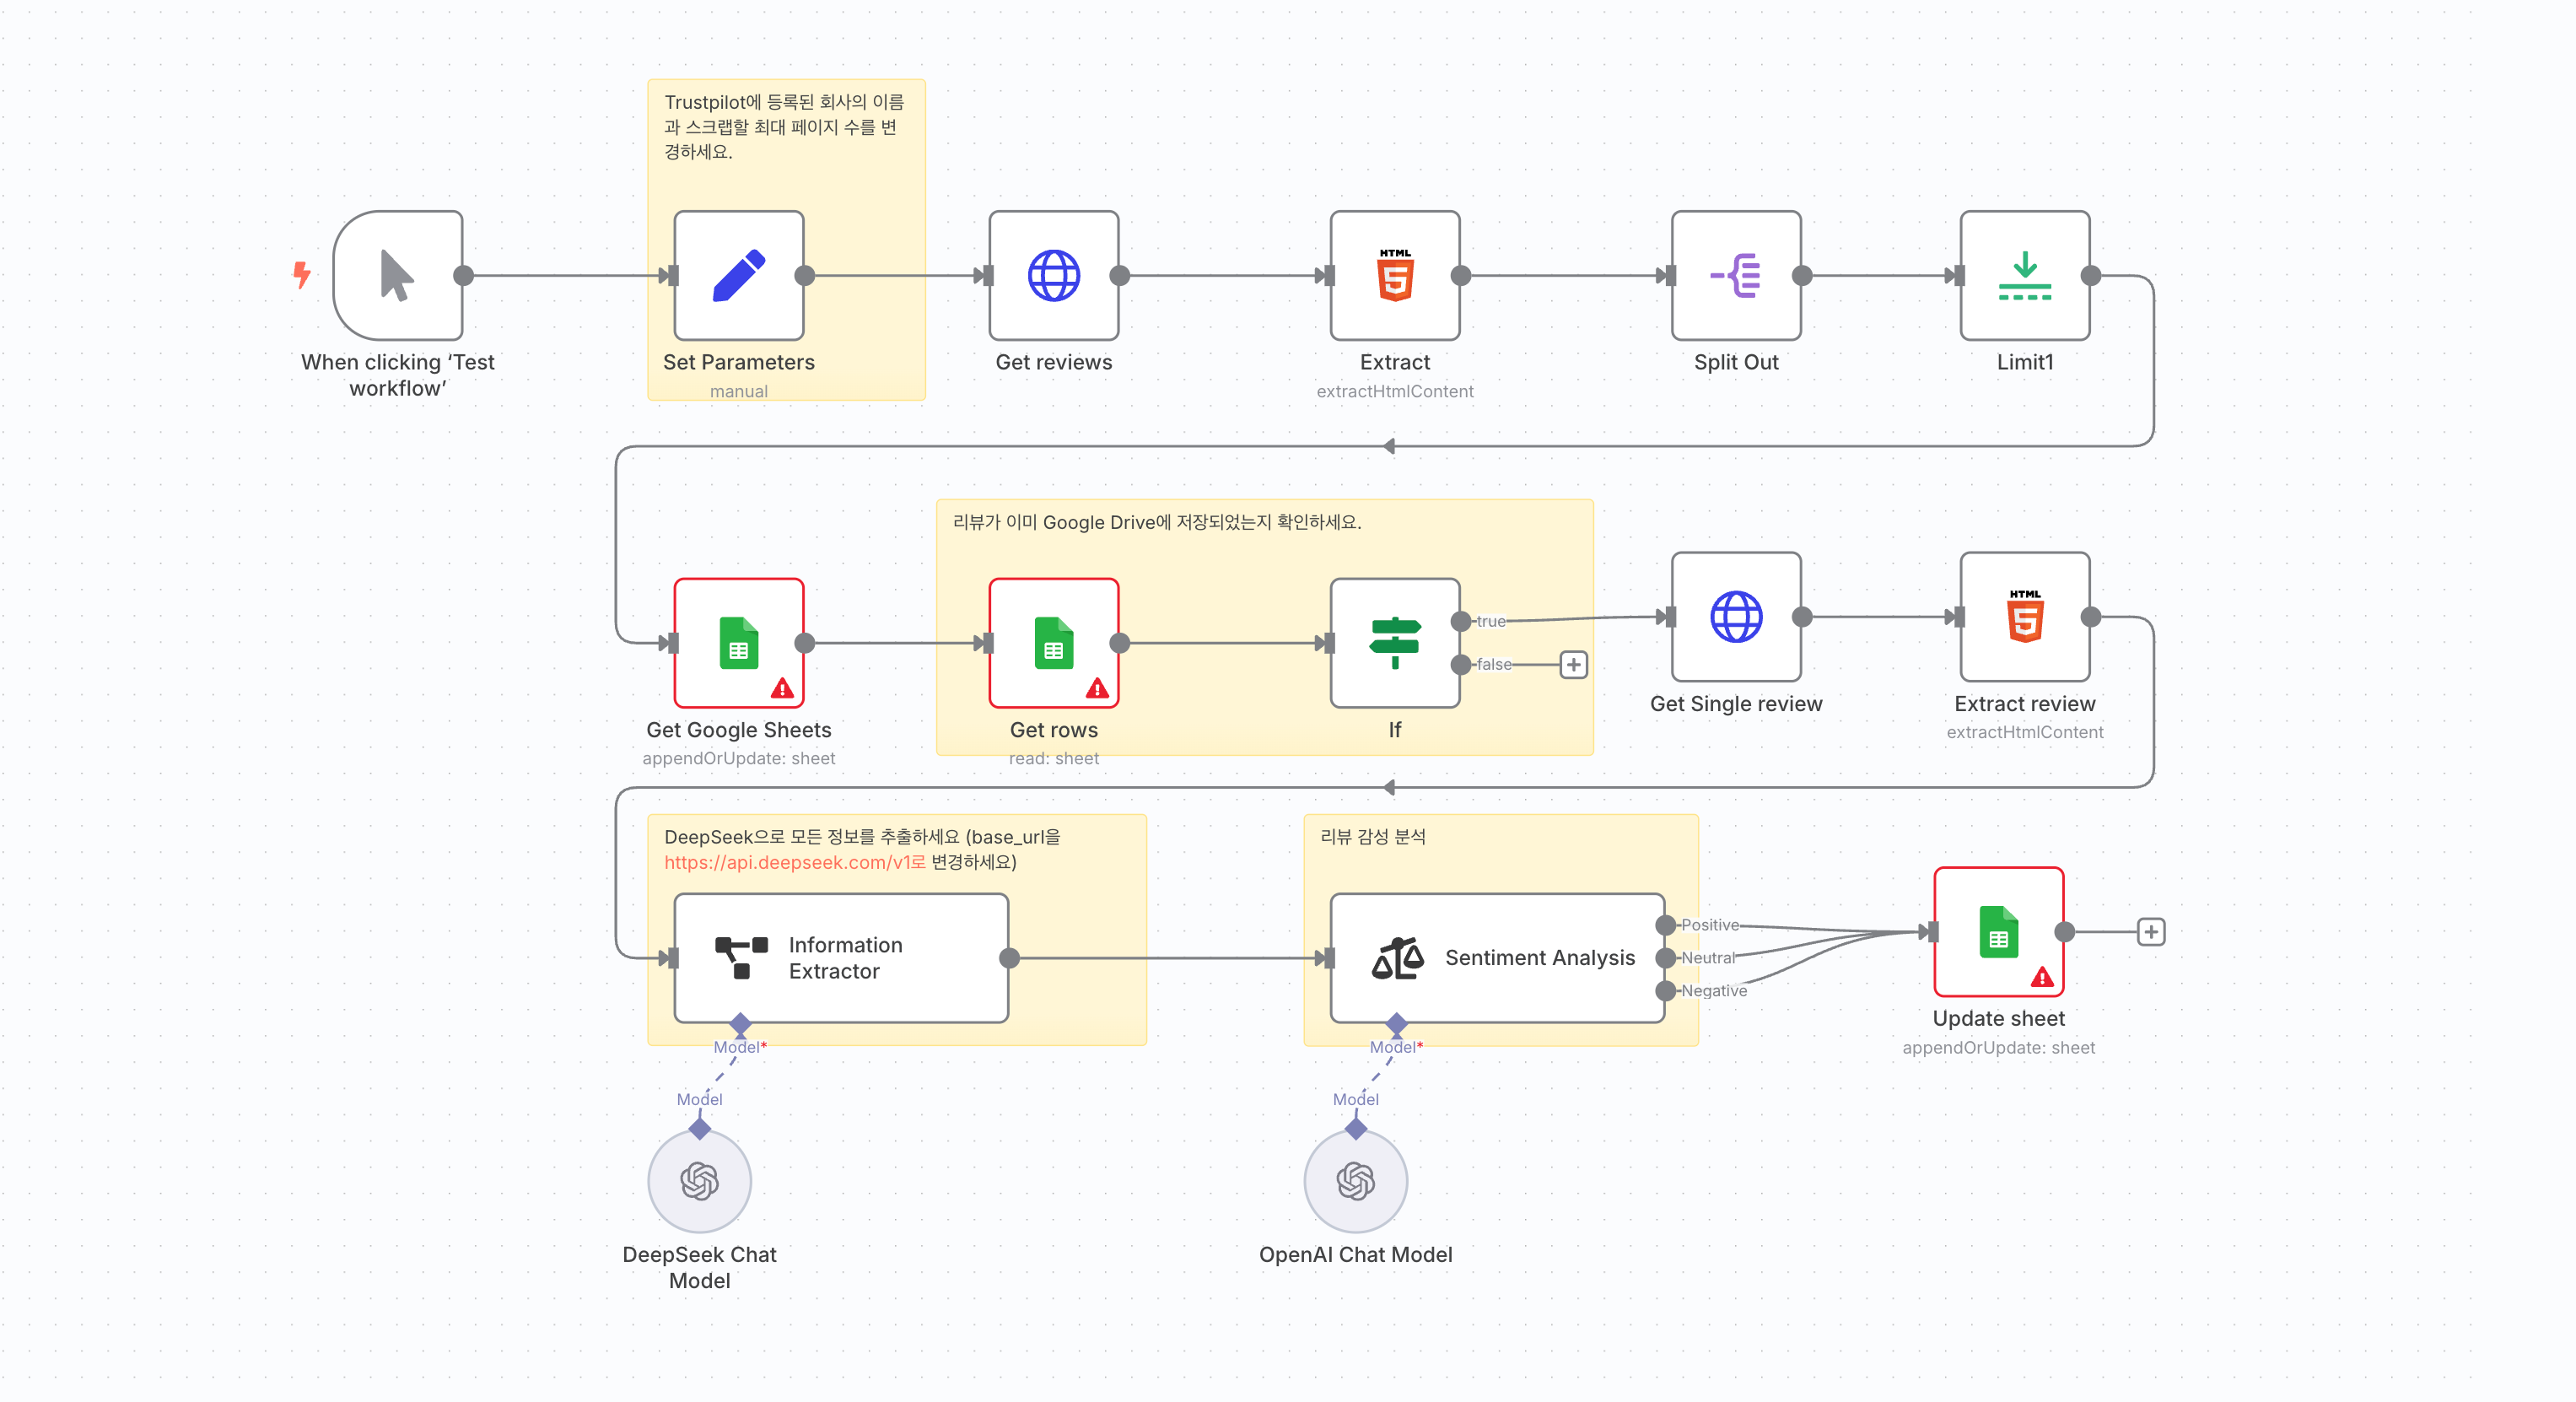 Trustpilot에 등록된 회사의 이름
과 스크랩할 최대 페이지 수를 변
경하세요.
HTML
When clicking ‘Test
workflow’
Set Parameters
manual
Get reviews
Extract
extractHtmlContent
Split Out
Limit1
리뷰가 이미 Google Drive에 저장되었는지 확인하세요.
HTML
true
false
Get Google Sheets
appendOrUpdate: sheet
Get rows
read: sheet
If
Get Single review
Extract review
extractHtmlContent
DeepSeek으로 모든 정보를 추출하세요 (base_url을
https://api.deepseek.com/v1로 변경하세요)
리뷰 감성 분석
Information
Extractor
Sentiment Analysis
Positive
Neutral
Negative
Update sheet
appendOrUpdate: sheet
Model*
Model*
Model
Model
DeepSeek Chat
Model
OpenAI Chat Model